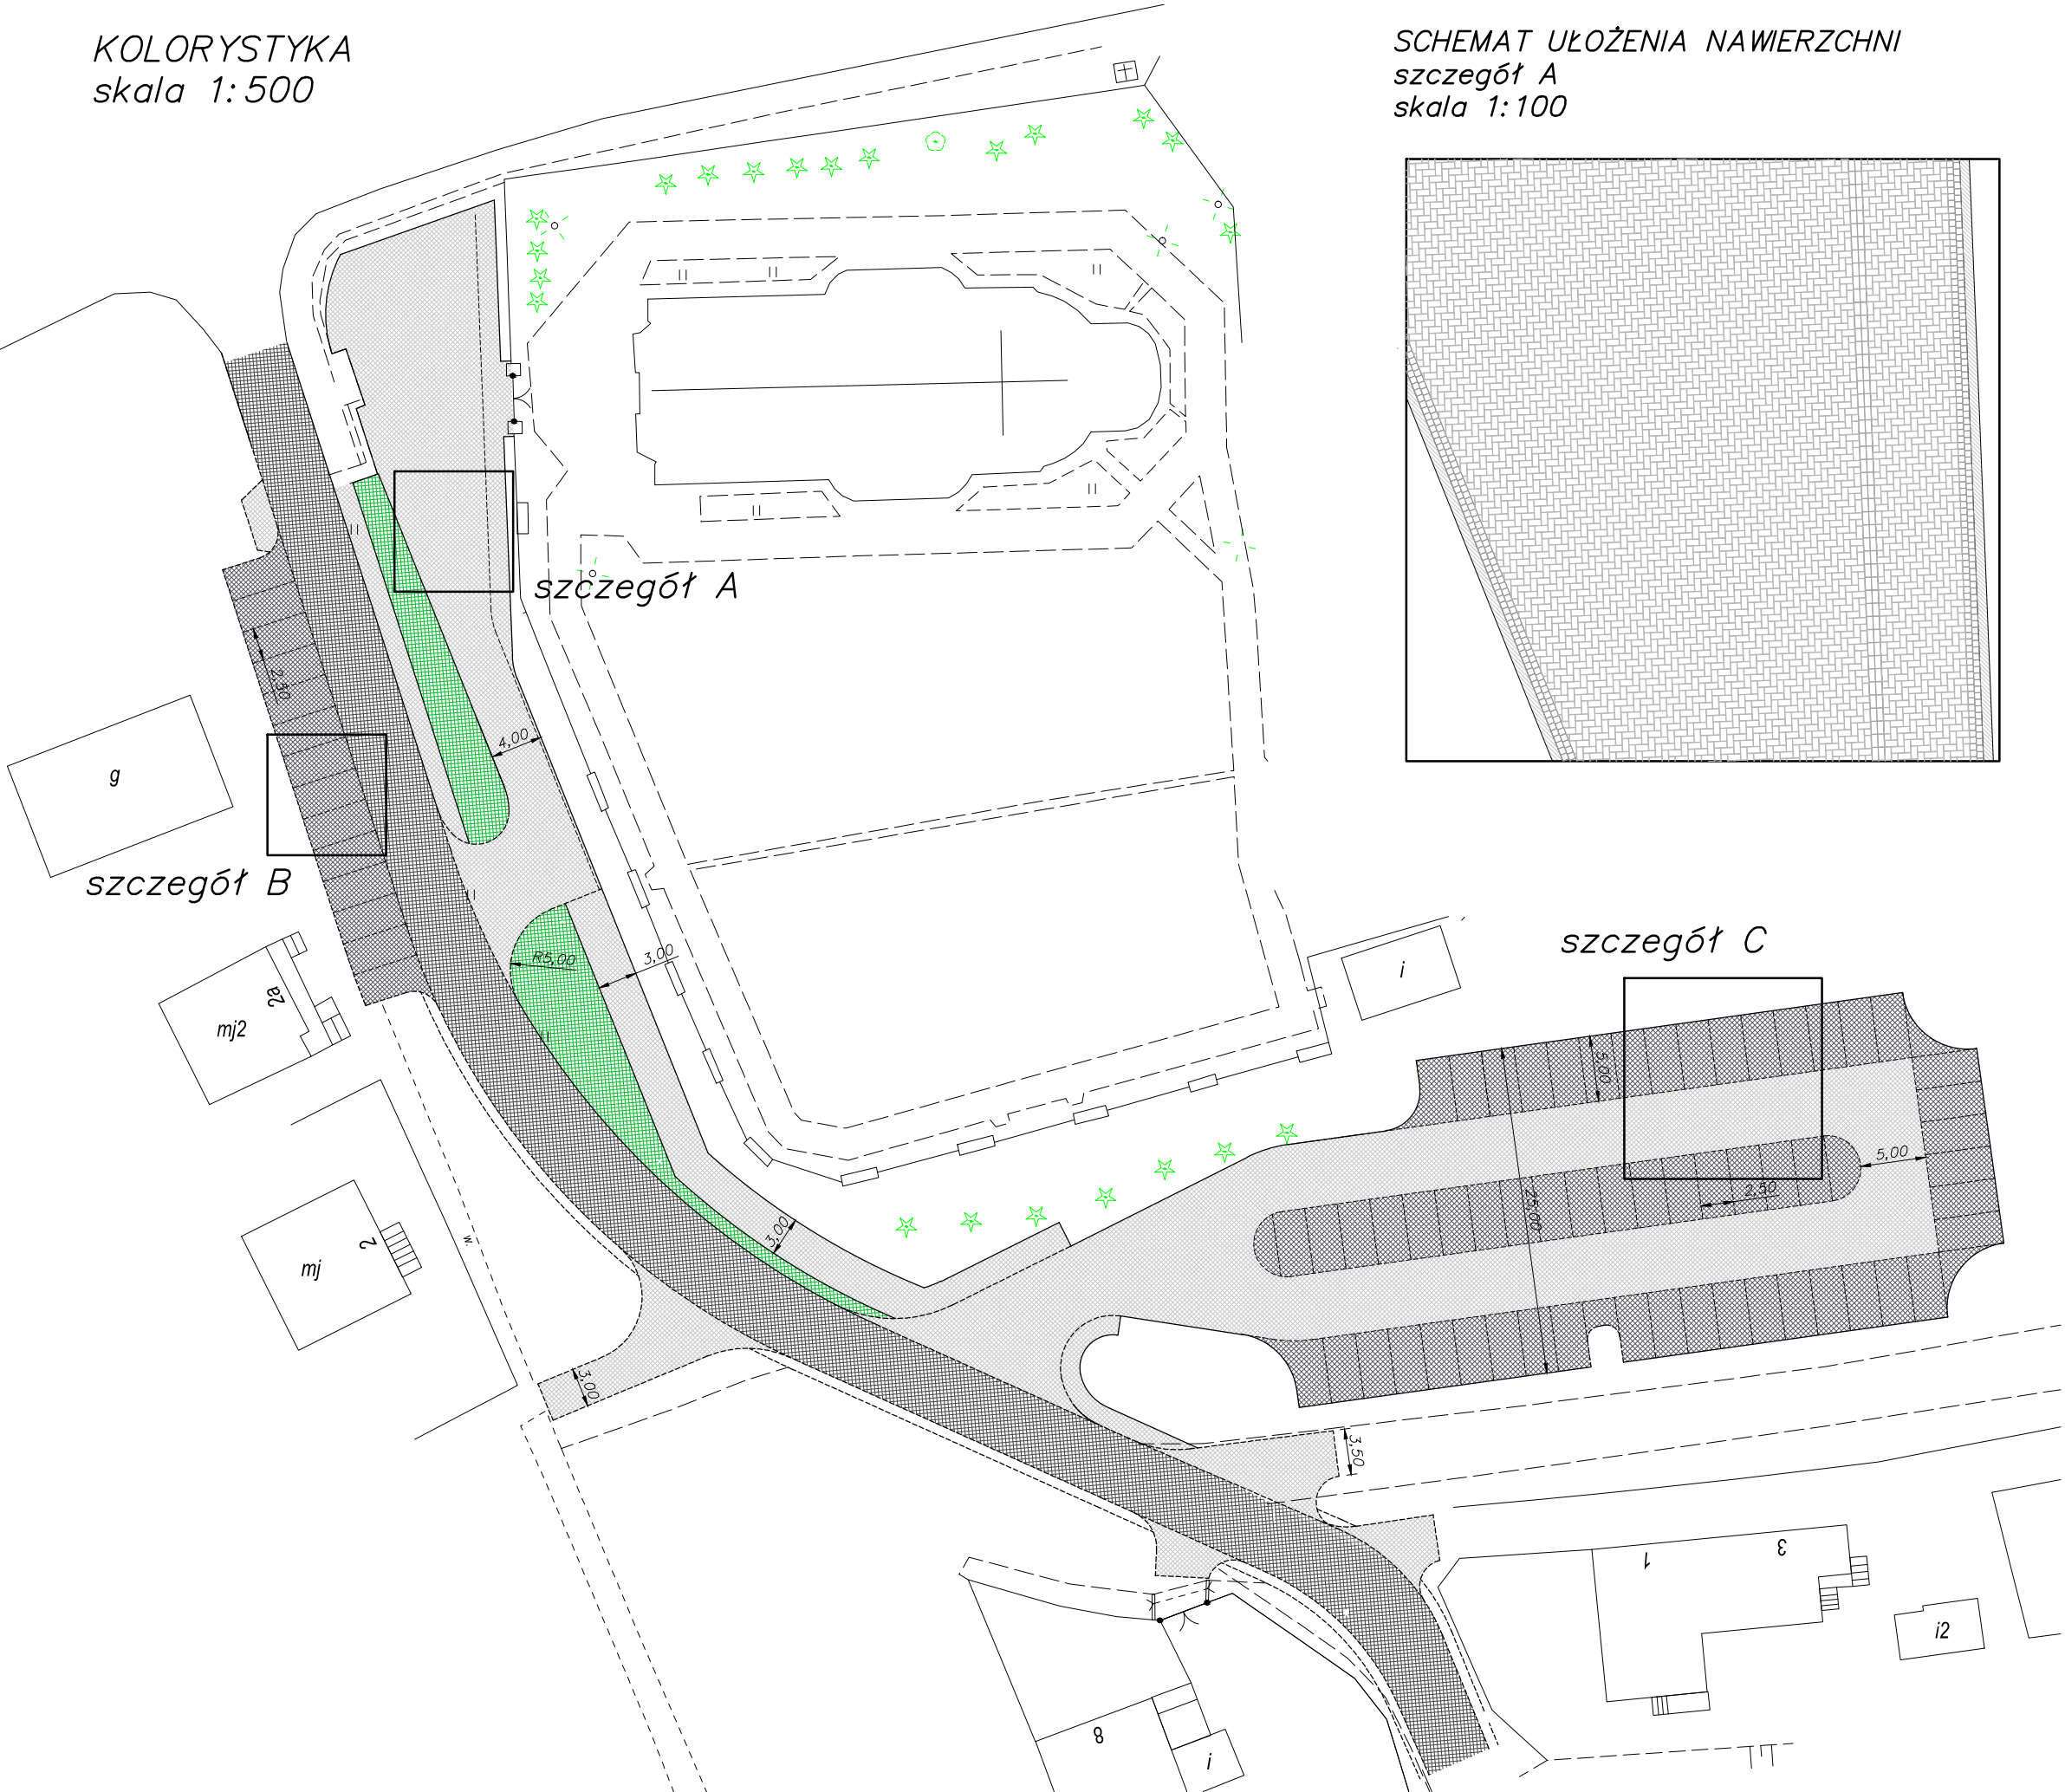 KOLORYSTYKA
skala 1:500
SCHEMAT UŁOŻENIA NAWIERZCHNI
szczegół A
skala 1:100
szczegół A
2,50
4,00
g
szczegół B
R5,00
3,00
szczegół C
i
2a
mj2
5,00
5,00
2,50
25,00
3,00
2
mj
w.
3,00
3,50
1
3
i2
8
i